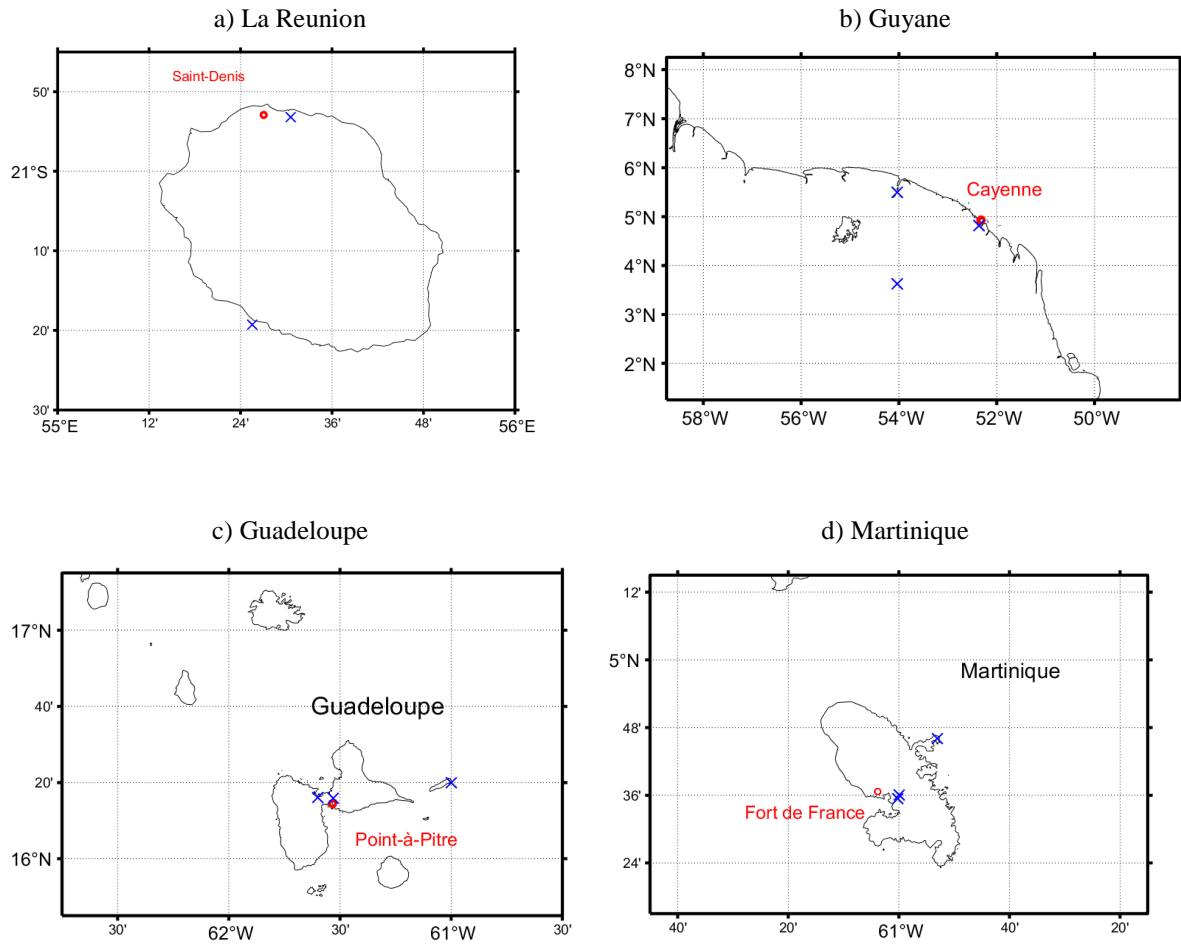 a) La Reunion
Saint-Denis
50'
21°S
10'
20'
30'
55°E
12'
24'
36'
48'
56°E
b) Guyane
8°N
7°N
6°N
Cayenne
5°N
4°N
3°N
2°N
58°W
56°W
54°W
52°W
50°W
c) Guadeloupe
17°N
40'
Guadeloupe
20'
Point-à-Pitre
16°N
30'
62°W
30'
61°W
30'
d) Martinique
12'
5°N
Martinique
48'
36'
Fort de France
24'
40'
20'
61°W
40'
20'